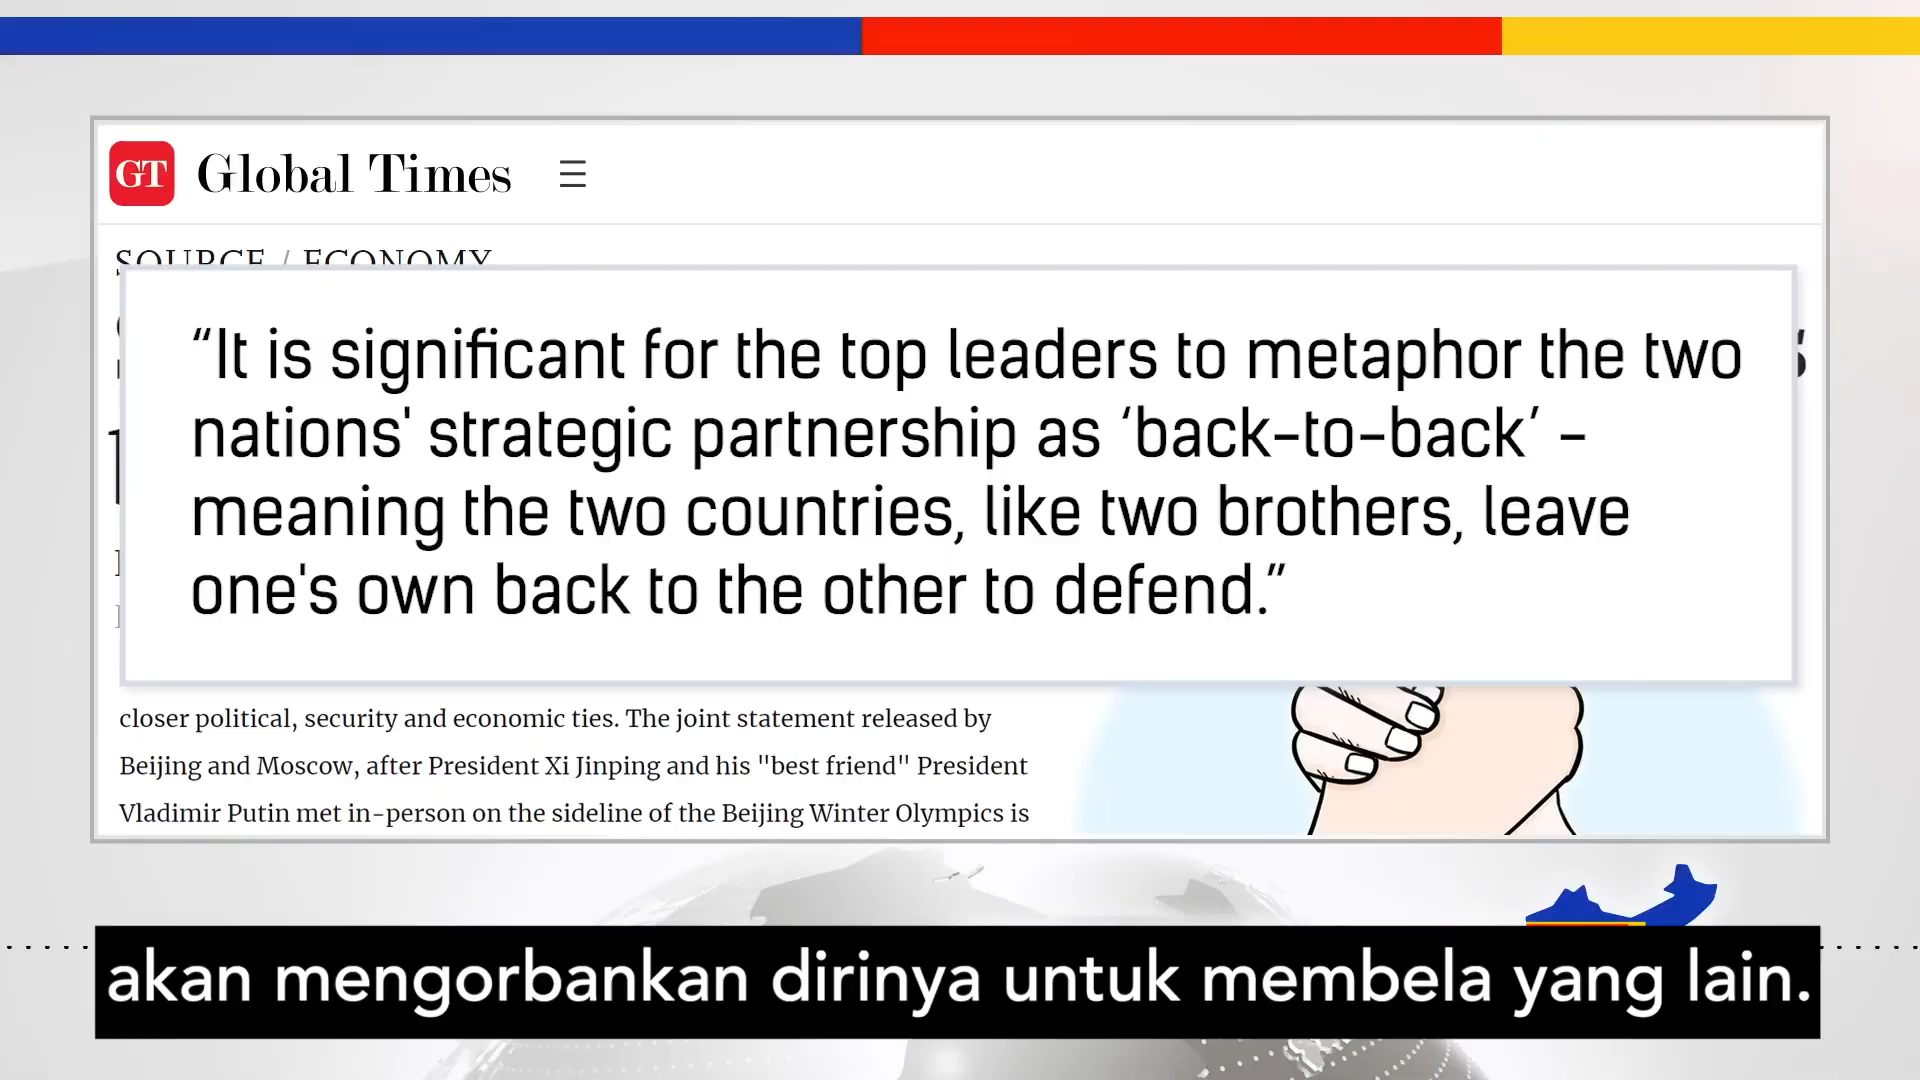 GT Global Times
SOURCE / ECONOMY
“It is significant for the top leaders to metaphor the two
nations' strategic partnership as ‘back-to-back’ –
meaning the two countries, like two brothers, leave
one's own back to the other to defend.”
closer political, security and economic ties. The joint statement released by
Beijing and Moscow, after President Xi Jinping and his "best friend" President
Vladimir Putin met in-person on the sideline of the Beijing Winter Olympics is
akan mengorbankan dirinya untuk membela yang lain.